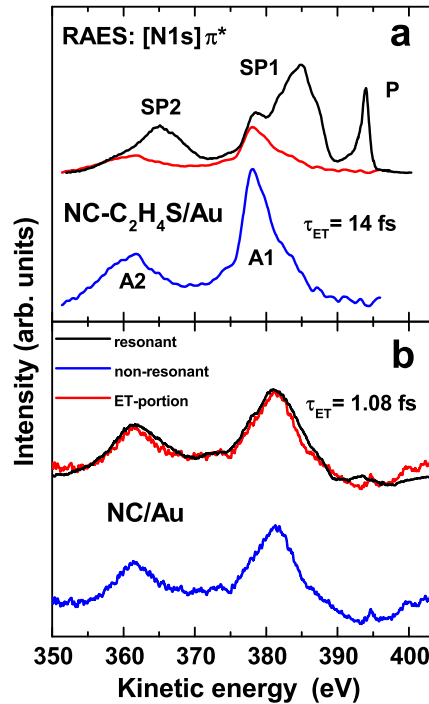 RAES: [N1s] π*
a
SP1
SP2
P
NC-C₂H₄S/Au
τET= 14 fs
A1
A2
Intensity (arb. units)
resonant
b
non-resonant
τET= 1.08 fs
ET-portion
NC/Au
350 360 370 380 390 400
Kinetic energy (eV)